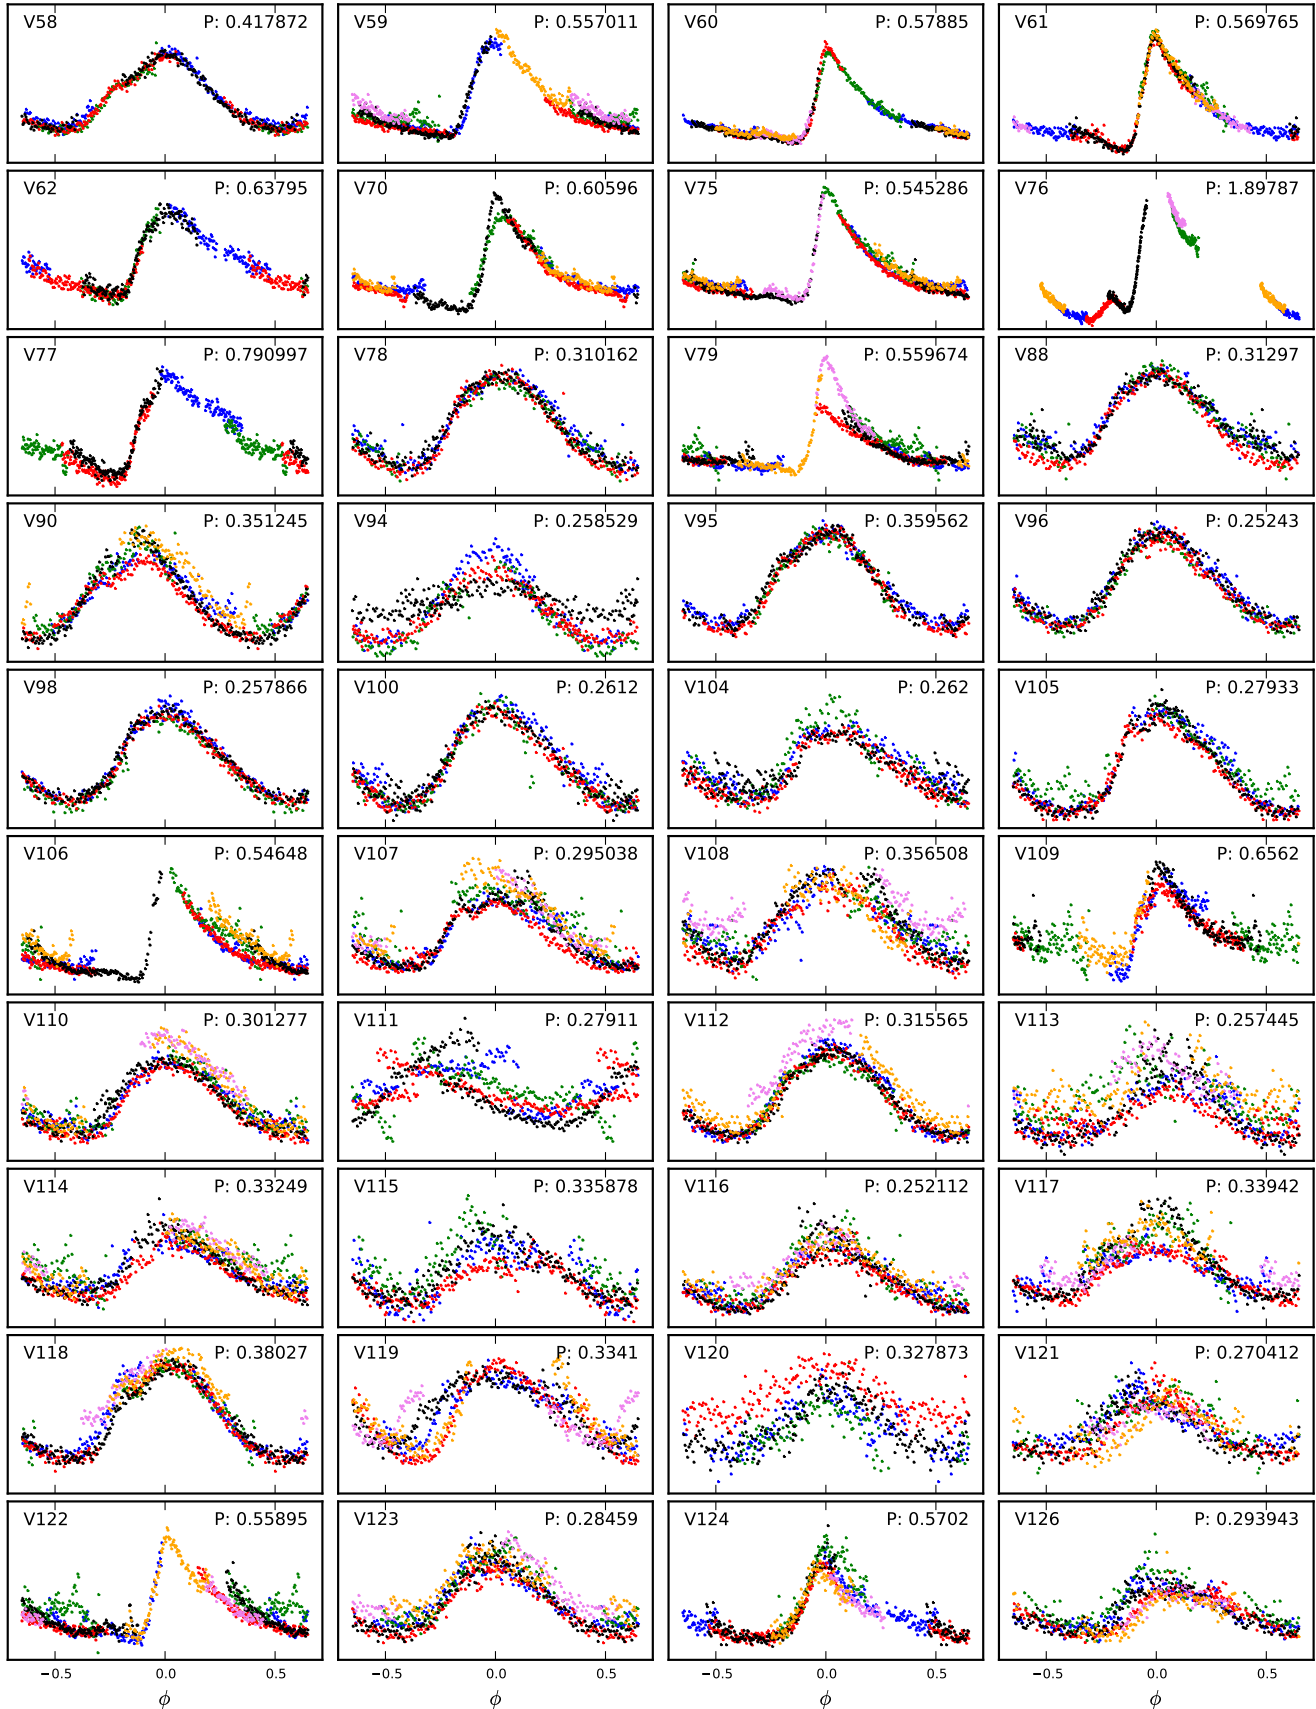 V58 P: 0.417872 V59 P: 0.557011 V60 P: 0.57885 V61 P: 0.569765
V62 P: 0.63795 V70 P: 0.60596 V75 P: 0.545286 V76 P: 1.89787
V77 P: 0.790997 V78 P: 0.310162 V79 P: 0.559674 V88 P: 0.31297
V90 P: 0.351245 V94 P: 0.258529 V95 P: 0.359562 V96 P: 0.25243
V98 P: 0.257866 V100 P: 0.2612 V104 P: 0.262 V105 P: 0.27933
V106 P: 0.54648 V107 P: 0.295038 V108 P: 0.356508 V109 P: 0.6562
V110 P: 0.301277 V111 P: 0.27911 V112 P: 0.315565 V113 P: 0.257445
V114 P: 0.33249 V115 P: 0.335878 V116 P: 0.252112 V117 P: 0.33942
V118 P: 0.38027 V119 P: 0.3341 V120 P: 0.327873 V121 P: 0.270412
V122 P: 0.55895 V123 P: 0.28459 V124 P: 0.5702 V126 P: 0.293943
−0.5 0.0 0.5 −0.5 0.0 0.5 −0.5 0.0 0.5 −0.5 0.0 0.5
ϕ ϕ ϕ ϕ